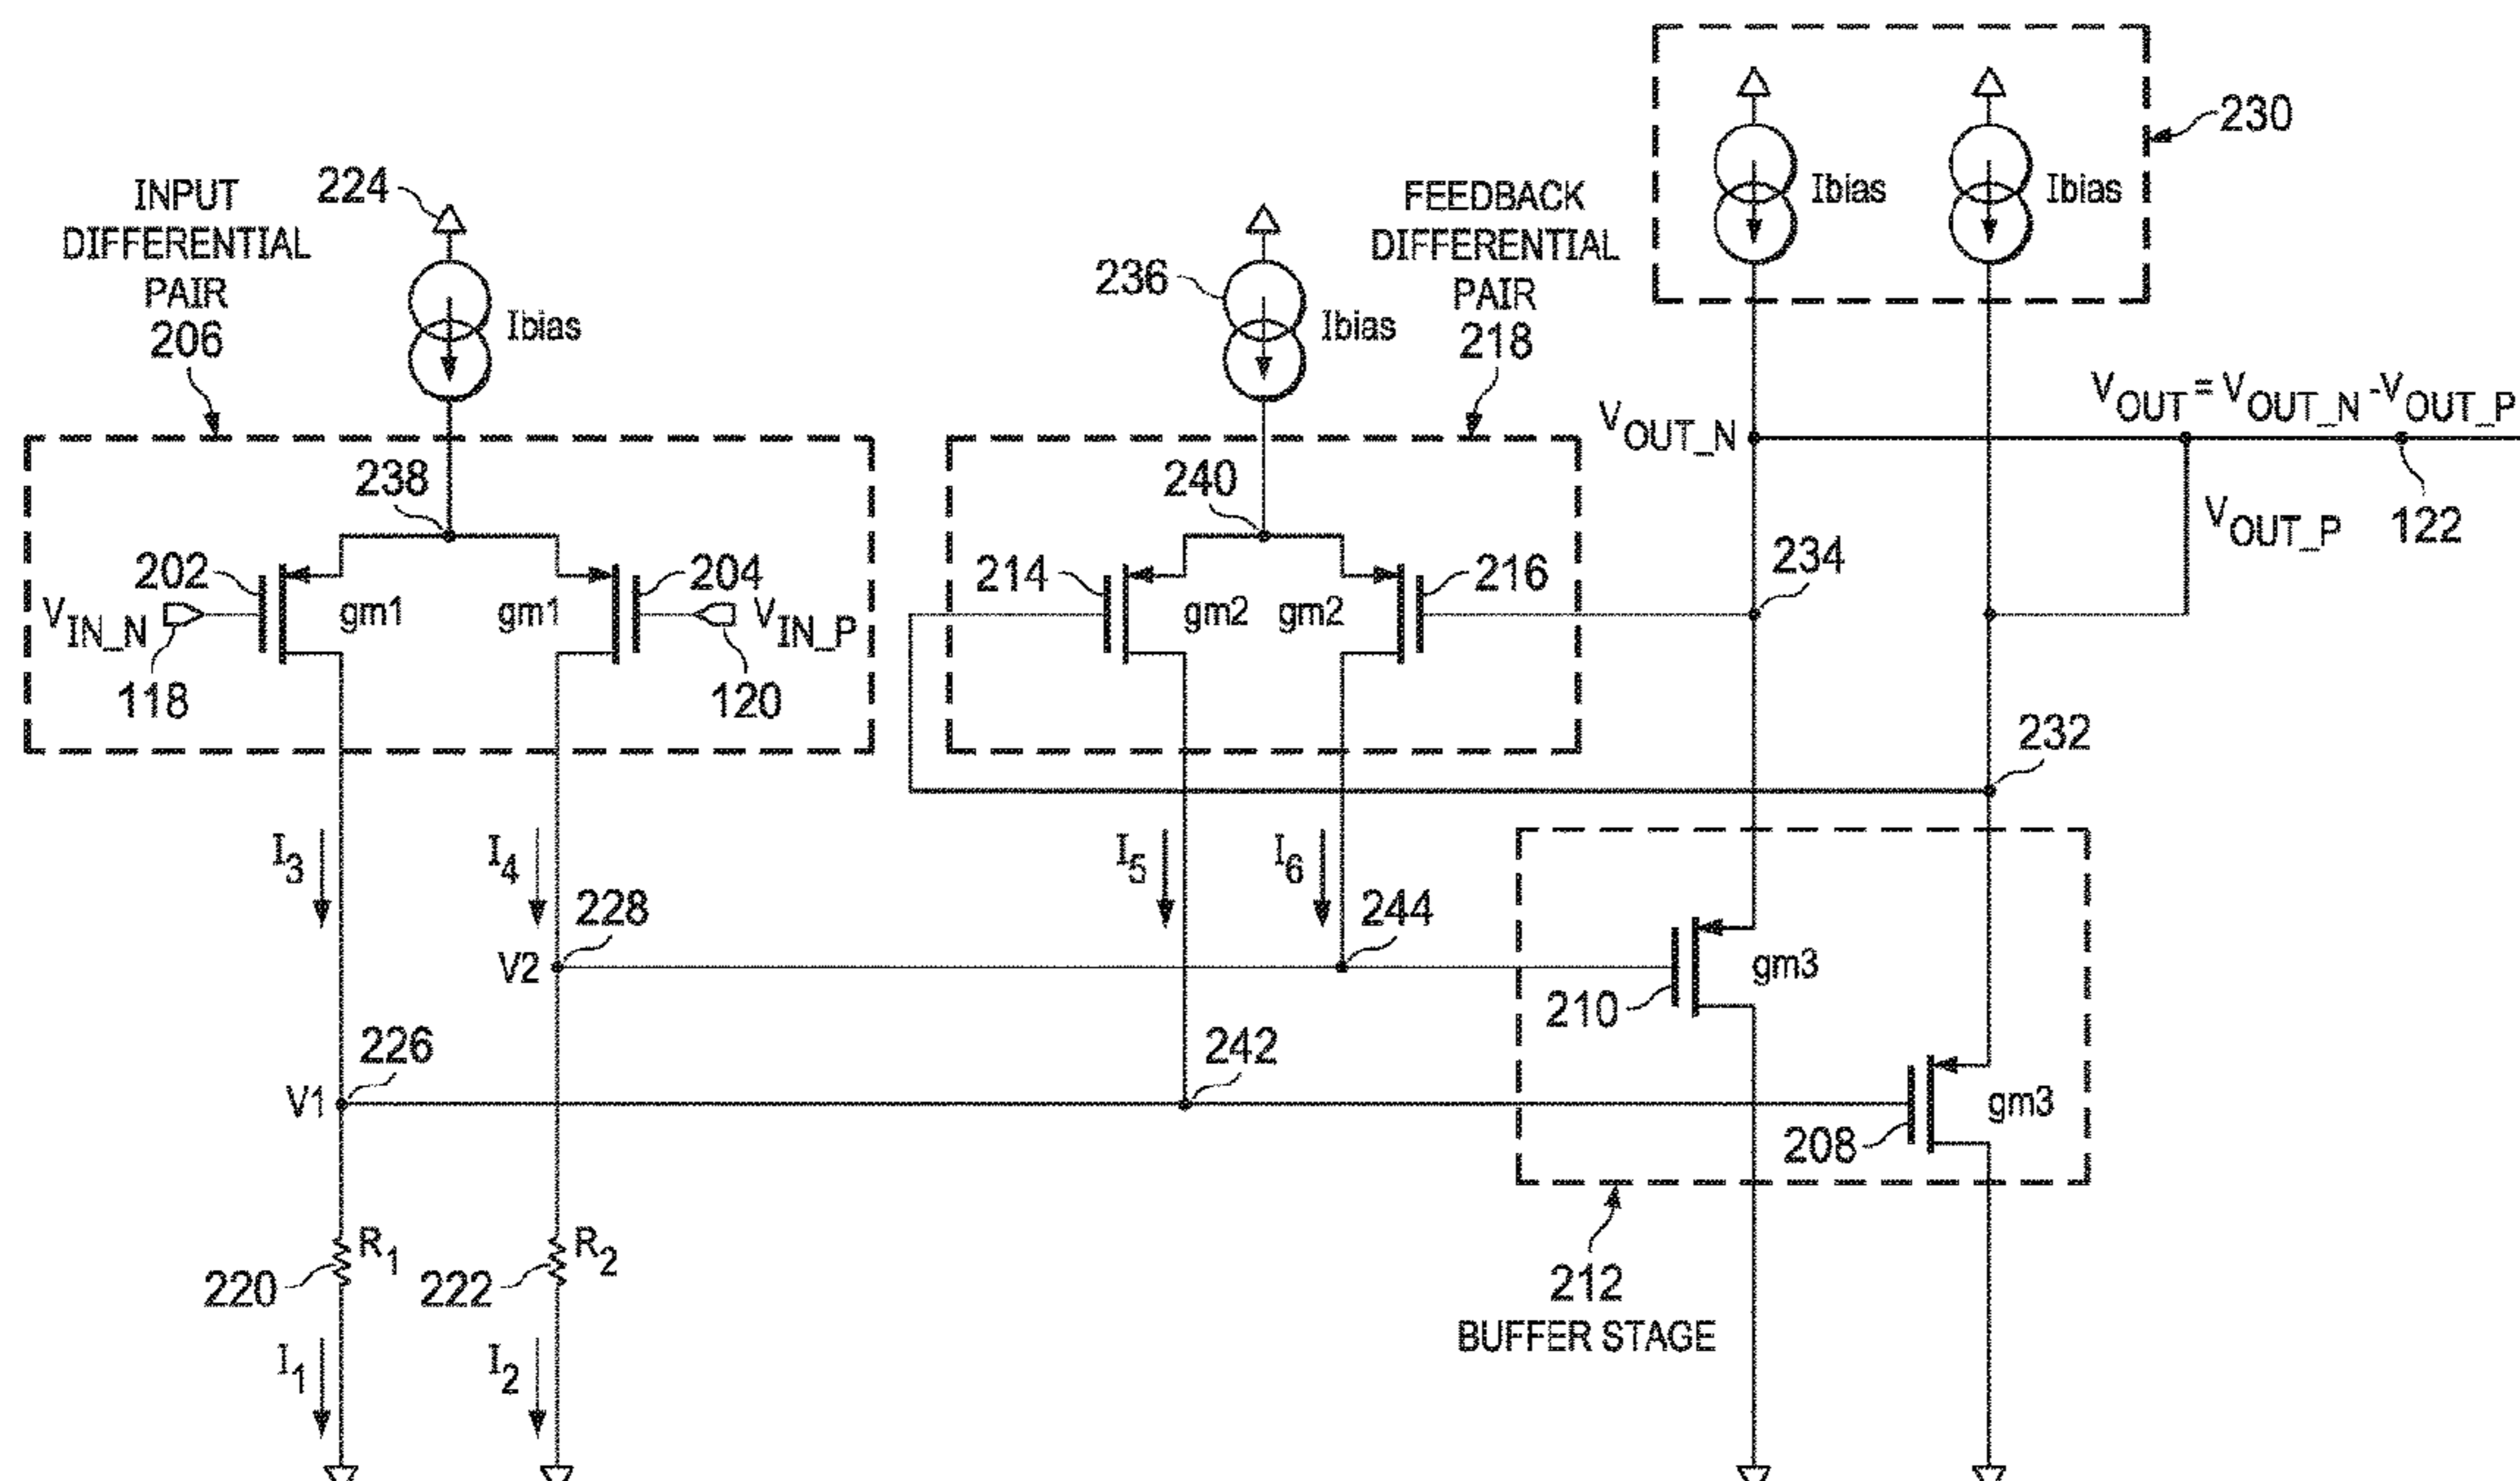 230
Ibias
Ibias
224
INPUT
DIFFERENTIAL
PAIR
206
Ibias
236
Ibias
FEEDBACK
DIFFERENTIAL
PAIR
218
VOUT_N
VOUT = VOUT_N -VOUT_P
VOUT_P
122
238
240
234
202
VIN_N
118
gm1
gm1
204
VIN_P
120
214
gm2
gm2
216
232
I3
I4
I5
I6
228
V2
244
210
gm3
226
V1
242
208
gm3
R1
220
R2
222
212
BUFFER STAGE
I1
I2